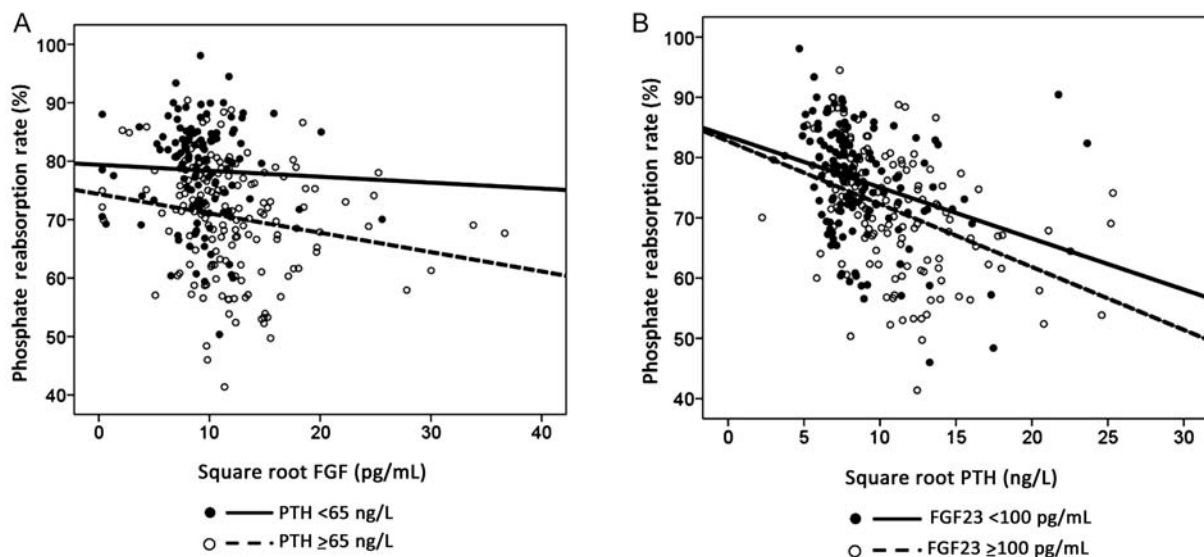 A
Phosphate reabsorption rate (%)
100
90
80
70
60
50
40
0
10
20
30
40
Square root FGF (pg/mL)
PTH <65 ng/L
PTH ≥65 ng/L
B
Phosphate reabsorption rate (%)
100
90
80
70
60
50
40
0
5
10
15
20
25
30
Square root PTH (ng/L)
FGF23 <100 pg/mL
FGF23 ≥100 pg/mL